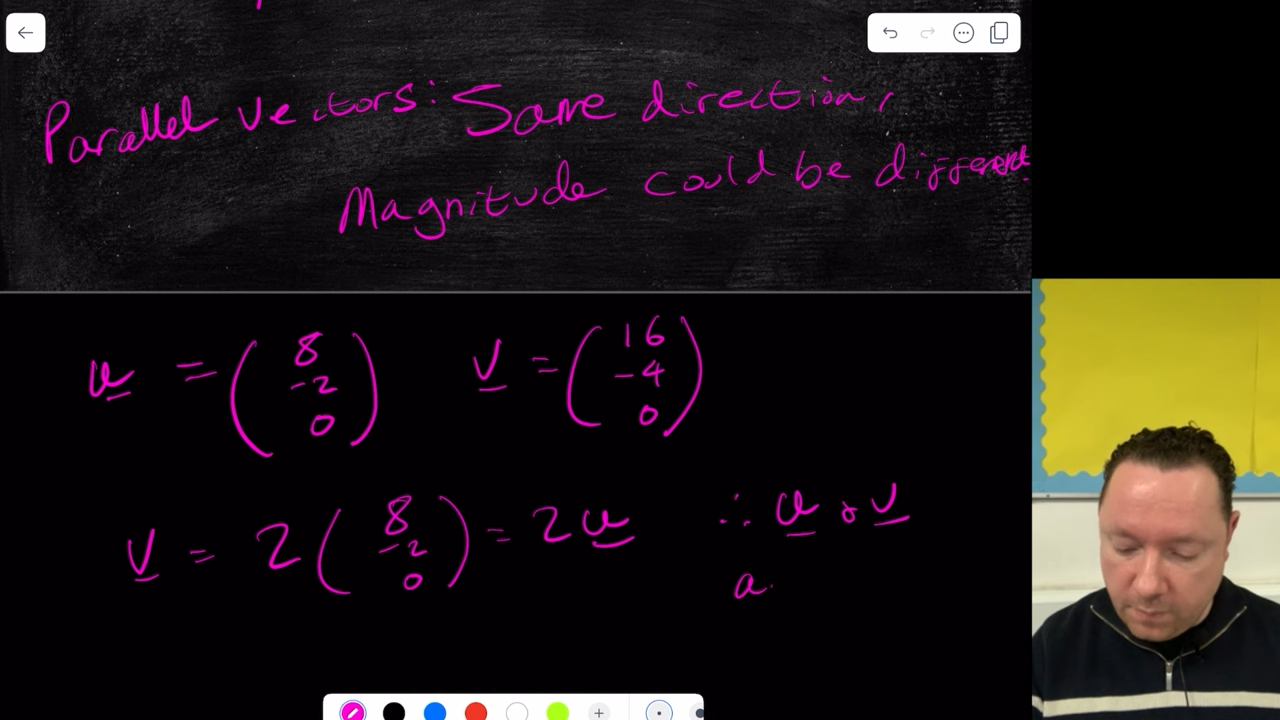 Parallel vectors: Same direction,
Magnitude could be different.
u = ( 8 -2 0 ) v = ( 16 -4 0 )
v = 2 ( 8 -2 0 ) = 2u ∴ u & v
a